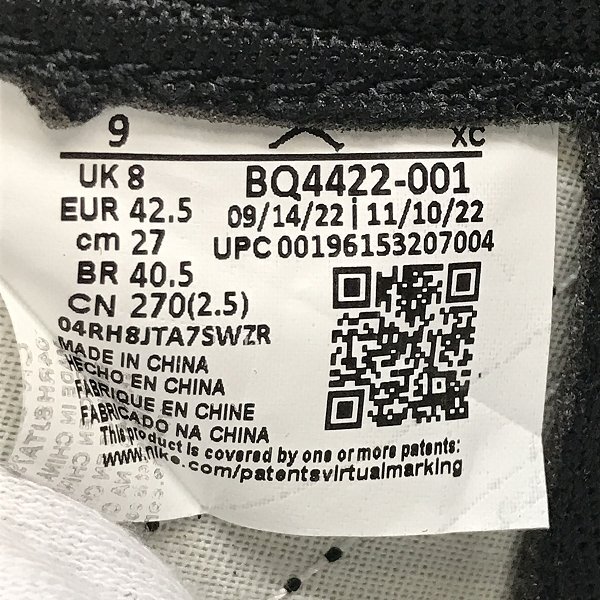 9 XC
UK 8
EUR 42.5
cm 27
BR 40.5
CN 270(2.5)
04RH8JTA7SWZR
BQ4422-001
09/14/22 | 11/10/22
UPC 00196153207004
MADE IN CHINA
HECHO EN CHINA
FABRIQUE EN CHINE
FABRICADO NA CHINA
This product is covered by one or more patents:
www.nike.com/patentsvirtualmarking